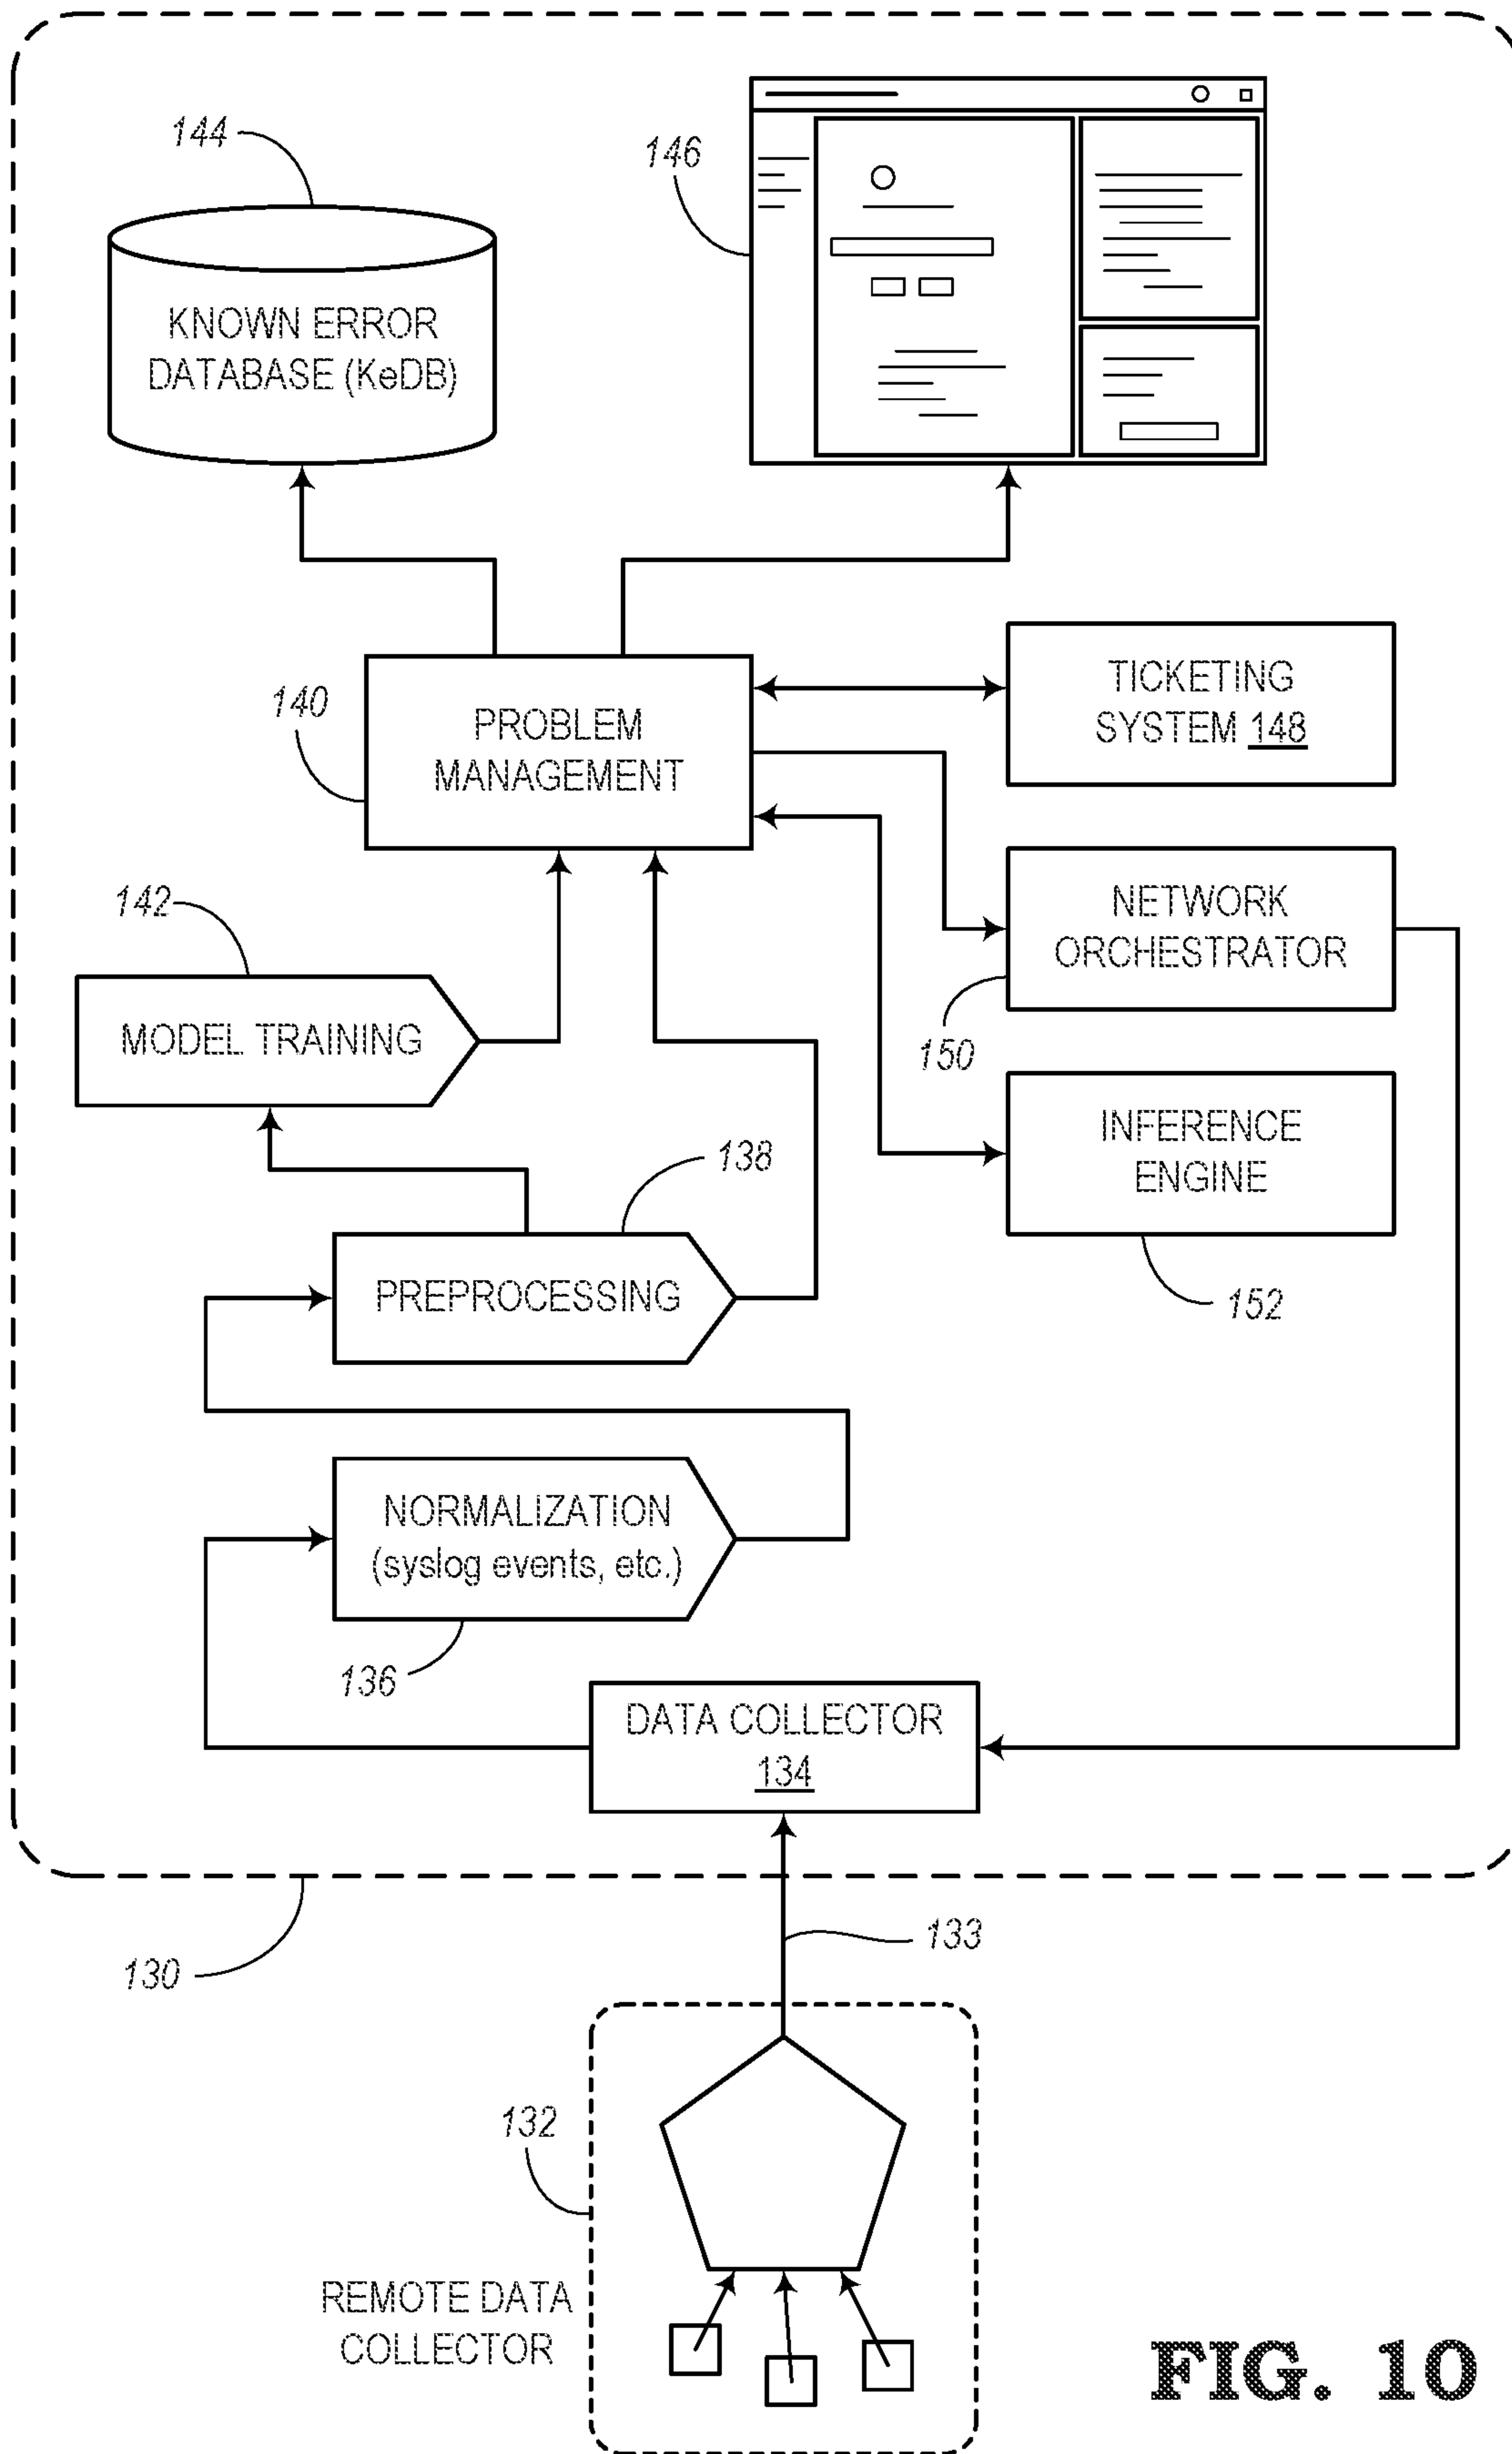 144
146
KNOWN ERROR
DATABASE (KeDB)
140
PROBLEM
MANAGEMENT
TICKETING
SYSTEM 148
142
NETWORK
ORCHESTRATOR
MODEL TRAINING
150
INFERENCE
ENGINE
138
PREPROCESSING
152
NORMALIZATION
(syslog events, etc.)
136
DATA COLLECTOR
134
133
130
132
REMOTE DATA
COLLECTOR
FIG. 10